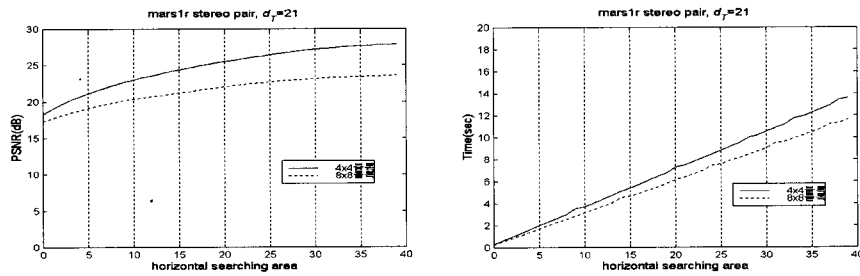 mars1r stereo pair, d_T=21
30
25
20
15
10
5
0
PSNR(dB)
4x4
8x8
0 5 10 15 20 25 30 35 40
horizontal searching area
mars1r stereo pair, d_T=21
20
18
16
14
12
10
8
6
4
2
0
Time(sec)
4x4
8x8
0 5 10 15 20 25 30 35 40
horizontal searching area